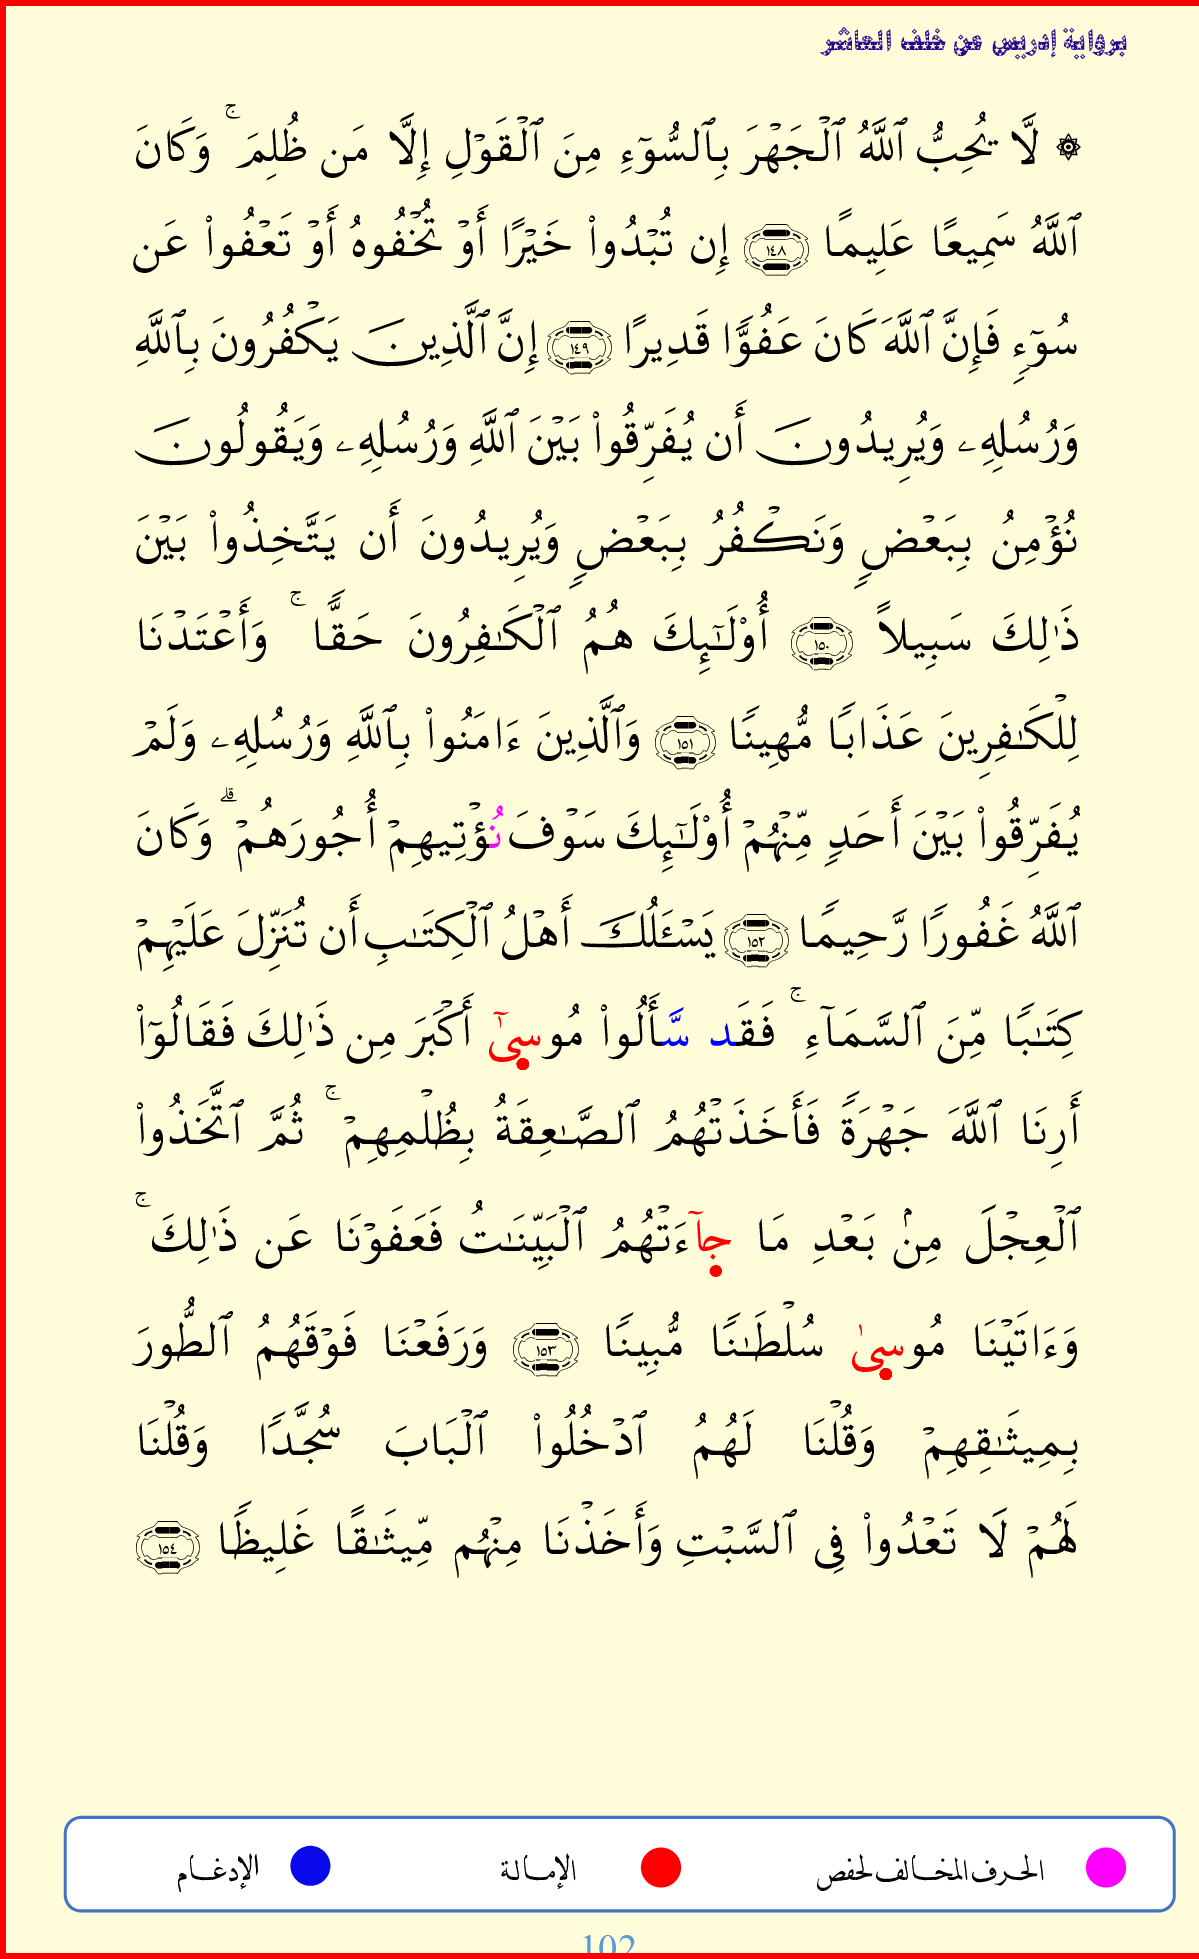 برواية إدريس عن خلف العاشر
۞ لَّا يُحِبُّ ٱللَّهُ ٱلۡجَهۡرَ بِٱلسُّوٓءِ مِنَ ٱلۡقَوۡلِ إِلَّا مَن ظُلِمَۚ وَكَانَ
ٱللَّهُ سَمِيعًا عَلِيمًا ١٤٨ إِن تُبۡدُواْ خَيۡرًا أَوۡ تُخۡفُوهُ أَوۡ تَعۡفُواْ عَن
سُوٓءٖ فَإِنَّ ٱللَّهَ كَانَ عَفُوَّٗا قَدِيرًا ١٤٩ إِنَّ ٱلَّذِينَ يَكۡفُرُونَ بِٱللَّهِ
وَرُسُلِهِۦ وَيُرِيدُونَ أَن يُفَرِّقُواْ بَيۡنَ ٱللَّهِ وَرُسُلِهِۦ وَيَقُولُونَ
نُؤۡمِنُ بِبَعۡضٖ وَنَكۡفُرُ بِبَعۡضٖ وَيُرِيدُونَ أَن يَتَّخِذُواْ بَيۡنَ
ذَٰلِكَ سَبِيلاً ١٥٠ أُوْلَٰٓئِكَ هُمُ ٱلۡكَٰفِرُونَ حَقّٗاۚ وَأَعۡتَدۡنَا
لِلۡكَٰفِرِينَ عَذَابٗا مُّهِينٗا ١٥١ وَٱلَّذِينَ ءَامَنُواْ بِٱللَّهِ وَرُسُلِهِۦ وَلَمۡ
يُفَرِّقُواْ بَيۡنَ أَحَدٖ مِّنۡهُمۡ أُوْلَٰٓئِكَ سَوۡفَ نُؤۡتِيهِمۡ أُجُورَهُمۡۗ وَكَانَ
ٱللَّهُ غَفُورٗا رَّحِيمٗا ١٥٢ يَسۡـَٔلُكَ أَهۡلُ ٱلۡكِتَٰبِ أَن تُنَزِّلَ عَلَيۡهِمۡ
كِتَٰبٗا مِّنَ ٱلسَّمَآءِۚ فَقَد سَّأَلُواْ مُوسىٰٓ أَكۡبَرَ مِن ذَٰلِكَ فَقَالُوٓاْ
أَرِنَا ٱللَّهَ جَهۡرَةٗ فَأَخَذَتۡهُمُ ٱلصَّٰعِقَةُ بِظُلۡمِهِمۡۚ ثُمَّ ٱتَّخَذُواْ
ٱلۡعِجۡلَ مِنۢ بَعۡدِ مَا جآءَتۡهُمُ ٱلۡبَيِّنَٰتُ فَعَفَوۡنَا عَن ذَٰلِكَۚ
وَءَاتَيۡنَا مُوسىٰ سُلۡطَٰنٗا مُّبِينٗا ١٥٣ وَرَفَعۡنَا فَوۡقَهُمُ ٱلطُّورَ
بِمِيثَٰقِهِمۡ وَقُلۡنَا لَهُمُ ٱدۡخُلُواْ ٱلۡبَابَ سُجَّدٗا وَقُلۡنَا
لَهُمۡ لَا تَعۡدُواْ فِي ٱلسَّبۡتِ وَأَخَذۡنَا مِنۡهُم مِّيثَٰقًا غَلِيظٗا ١٥٤
الحرف المخالف لحفص الإمالة الإدغام
102